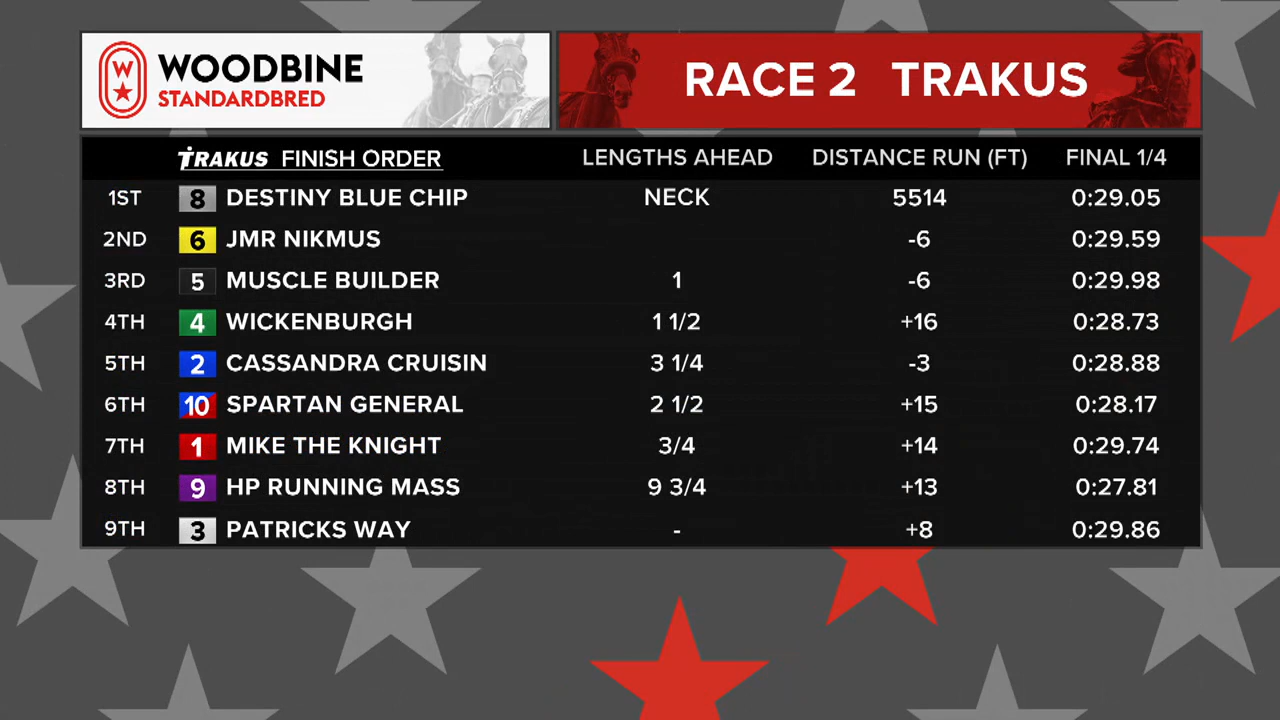 W
WOODBINE
STANDARDBRED
RACE 2 TRAKUS
TRAKUS FINISH ORDER LENGTHS AHEAD DISTANCE RUN (FT) FINAL 1/4
1ST 8 DESTINY BLUE CHIP NECK 5514 0:29.05
2ND 6 JMR NIKMUS -6 0:29.59
3RD 5 MUSCLE BUILDER 1 -6 0:29.98
4TH 4 WICKENBURGH 1 1/2 +16 0:28.73
5TH 2 CASSANDRA CRUISIN 3 1/4 -3 0:28.88
6TH 10 SPARTAN GENERAL 2 1/2 +15 0:28.17
7TH 1 MIKE THE KNIGHT 3/4 +14 0:29.74
8TH 9 HP RUNNING MASS 9 3/4 +13 0:27.81
9TH 3 PATRICKS WAY - +8 0:29.86